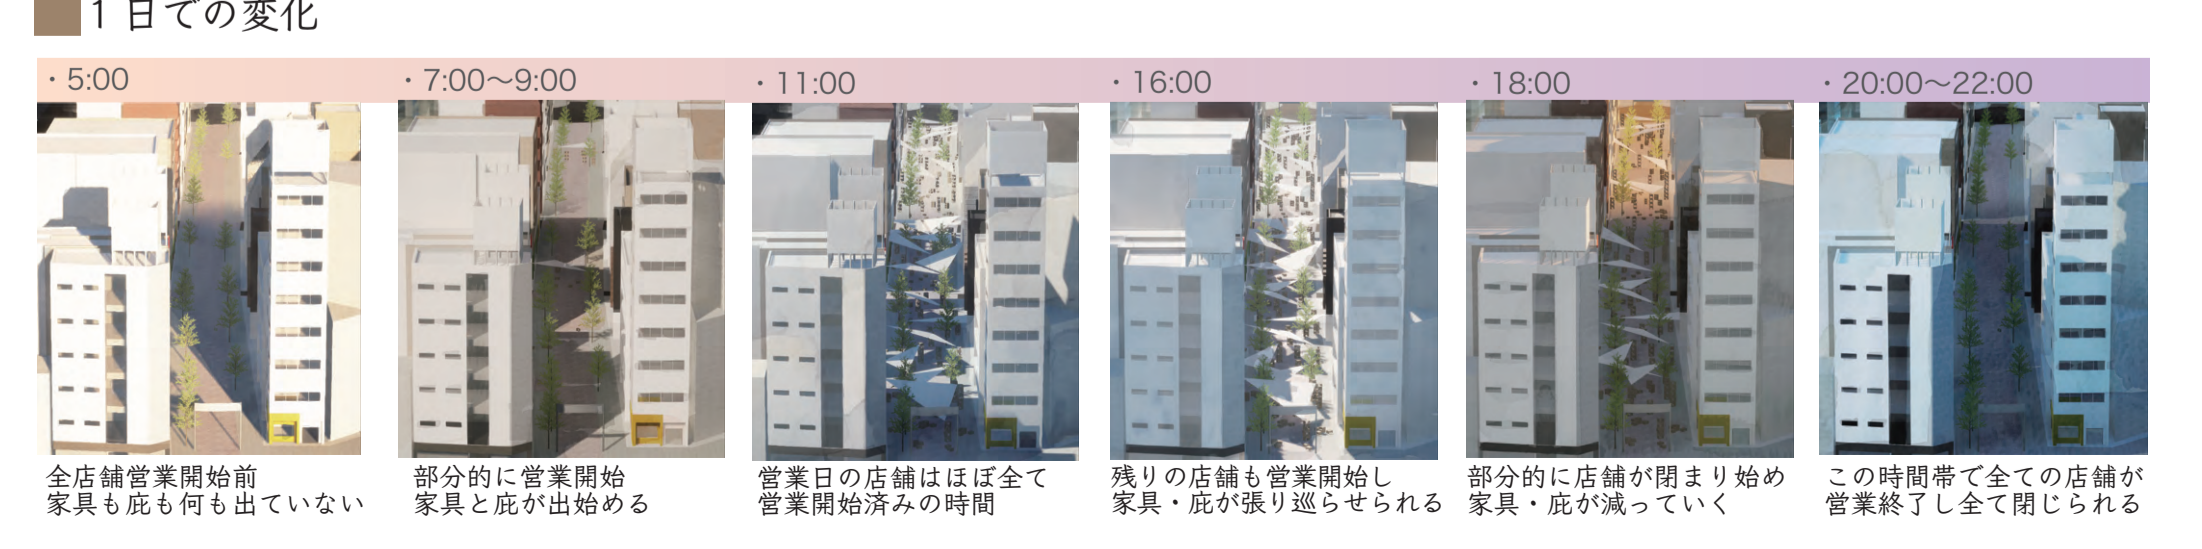 1日での変化
・5:00
・7:00〜9:00
・11:00
・16:00
・18:00
・20:00〜22:00
全店舗営業開始前
家具も庇も何も出ていない
部分的に営業開始
家具と庇が出始める
営業日の店舗はほぼ全て
営業開始済みの時間
残りの店舗も営業開始し
家具・庇が張り巡らせられる
部分的に店舗が閉まり始め
家具・庇が減っていく
この時間帯で全ての店舗が
営業終了し全て閉じられる